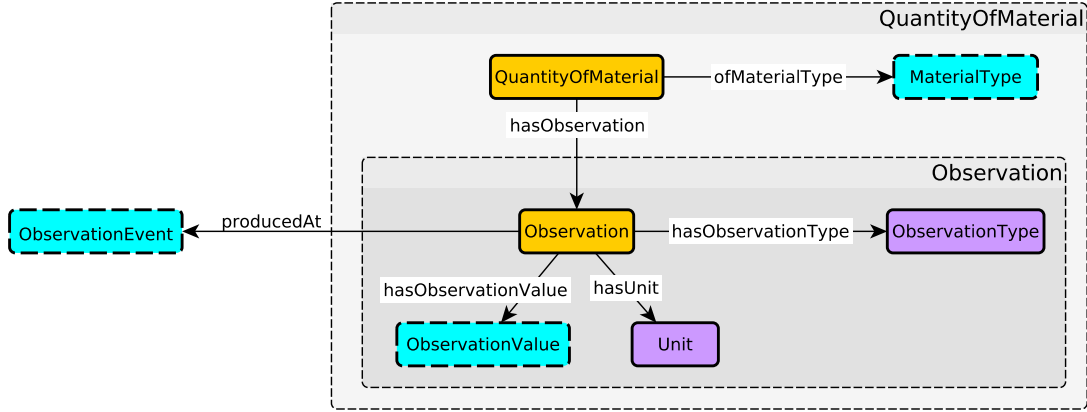 QuantityOfMaterial
QuantityOfMaterial
ofMaterialType
MaterialType
hasObservation
Observation
ObservationEvent
producedAt
Observation
hasObservationType
ObservationType
hasObservationValue
hasUnit
ObservationValue
Unit